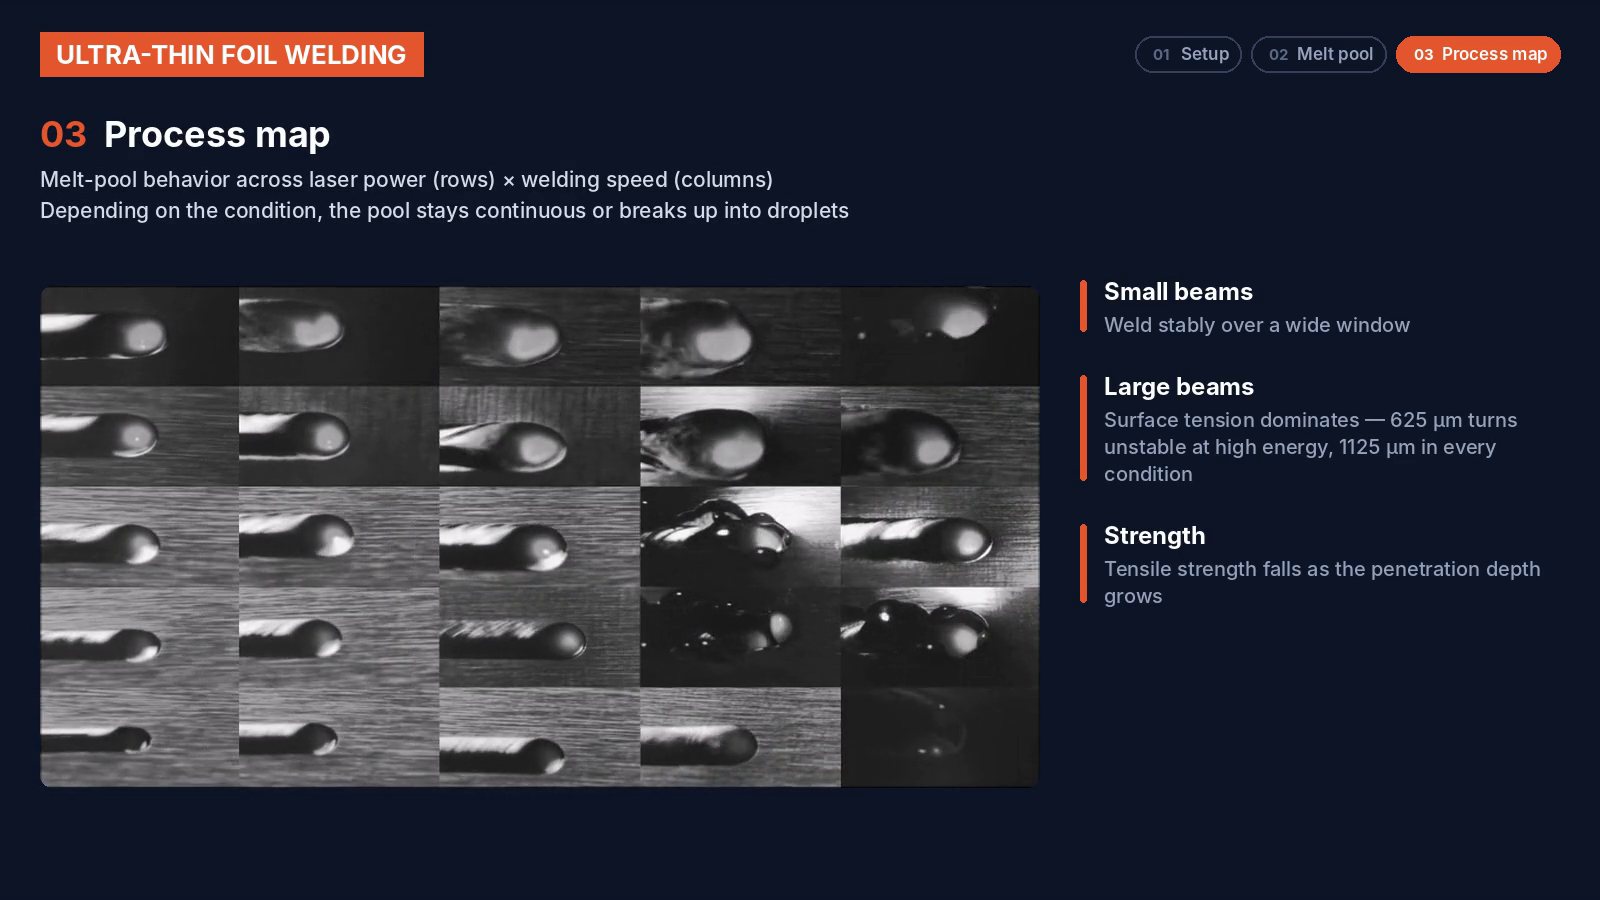 ULTRA-THIN FOIL WELDING
01 Setup
02 Melt pool
03 Process map
03 Process map
Melt-pool behavior across laser power (rows) × welding speed (columns)
Depending on the condition, the pool stays continuous or breaks up into droplets
Small beams
Weld stably over a wide window
Large beams
Surface tension dominates — 625 µm turns
unstable at high energy, 1125 µm in every
condition
Strength
Tensile strength falls as the penetration depth
grows